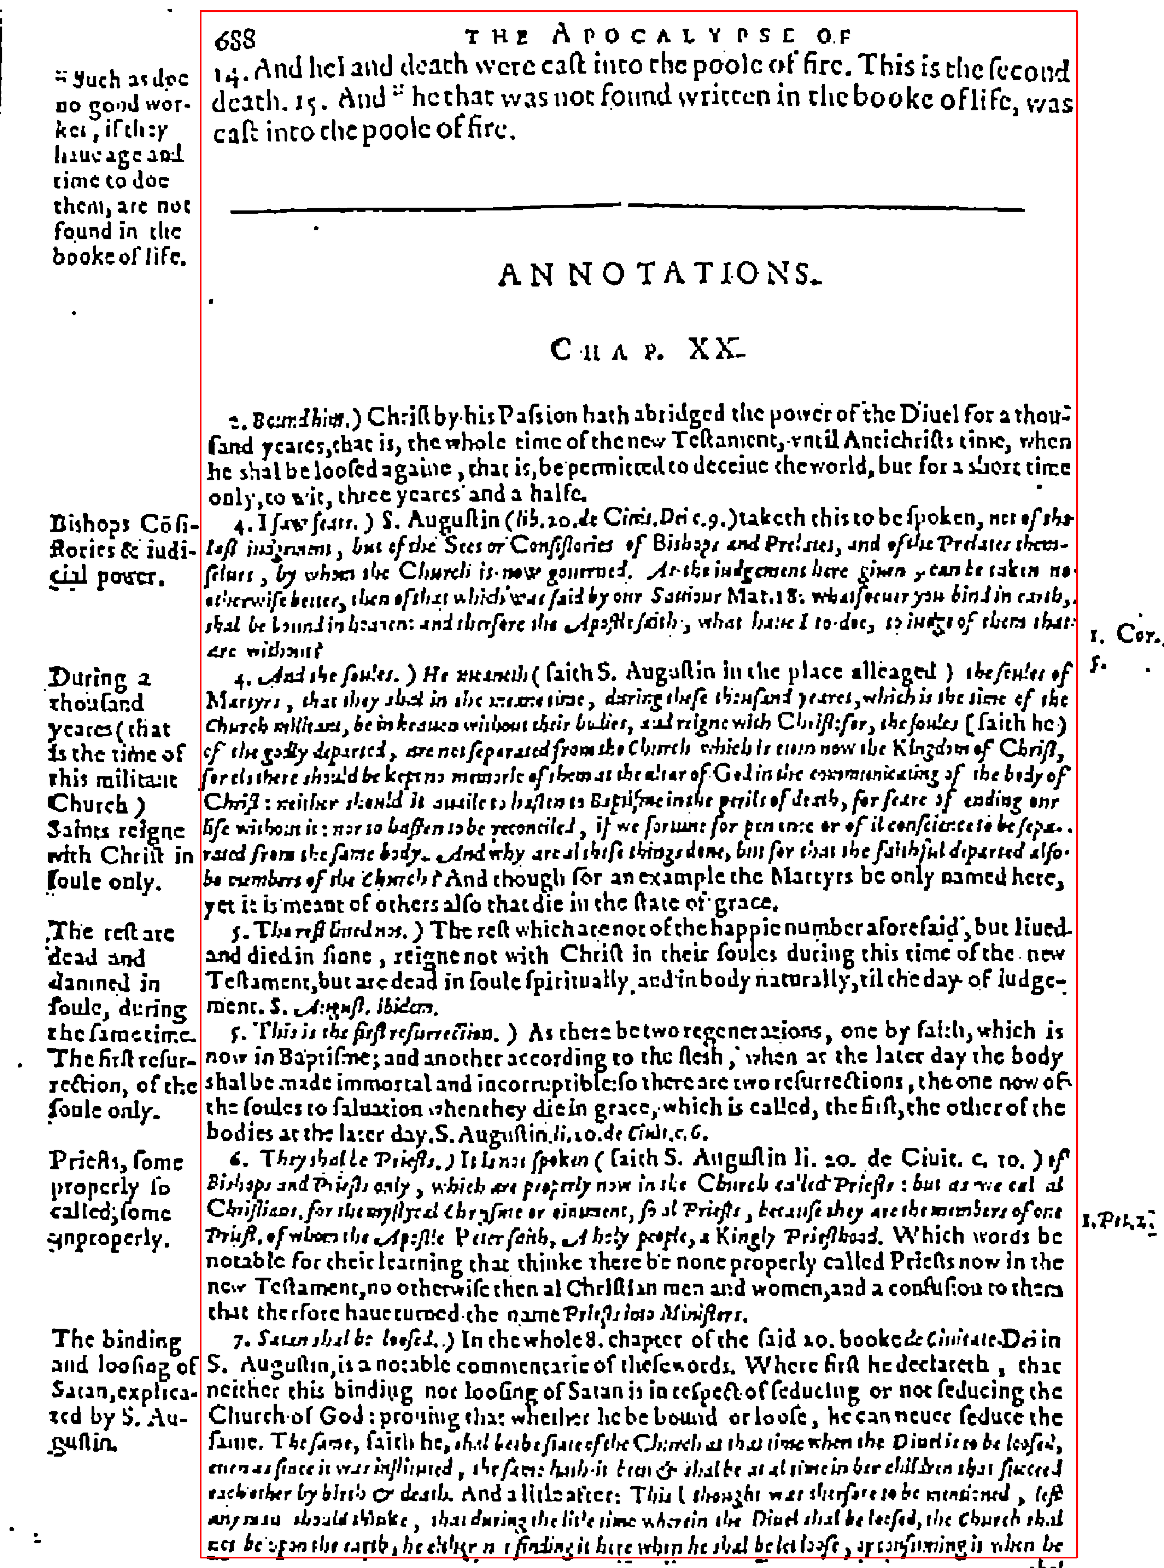 688 THE APOCALYPSE OF
14. And hel and death were caſt into the poole of fire. This is the ſecond
death. 15. And " he that was not found written in the booke of life, was
caſt into the poole of fire.
" Such as doe
no good wor-
kes, if they
haue age and
time to doe
them, are not
found in the
booke of life.
ANNOTATIONS.
CHAP. XX.
2. Bound him.) Chriſt by his Paſsion hath abridged the power of the Diuel for a thou-
ſand yeares, that is, the whole time of the new Teſtament, vntil Antichriſts time, when
he shal be looſed againe, that is, be permitted to deceiue the world, but for a short time
only, to wit, three yeares and a halfe.
Bishops Cōſi-
ſtories & iudi-
cial power.
4. I ſaw ſeats.) S. Auguſtin (lib. 20. de Ciuit. Dei c. 9.) taketh this to be ſpoken, not of the
laſt iudgement, but of the Sees or Conſiſtories of Bishops and Prelates, and of the Prelates them-
ſelues, by whom the Church is now gouerned. As the iudgement here giuen, can be taken no
otherwiſe better, then of that which was ſaid by our Sauiour Mat. 18. whatſoeuer you bind in earth,
shal be bound in heauen: and therfore the Apoſtle ſaith, what haue I to doe, to iudge of them that
are without?
1. Cor.
5.
During a
thouſand
yeares (that
is the time of
this militant
Church)
Saints reigne
with Chriſt in
ſoule only.
4. And the ſoules.) He meaneth (ſaith S. Auguſtin in the place alleaged) the ſoules of
Martyrs, that they shal in the meane time, during theſe thouſand yeares, which is the time of the
Church militant, be in heauen without their bodies, and reigne with Chriſt: for, the ſoules (ſaith he)
of the godly departed, are not ſeparated from the Church which is euen now the Kingdom of Chriſt,
for els there should be kept no memorie of them at the altar of God in the communicating of the body of
Chriſt: neither should it auaile to haſten to Baptiſme in the perils of death, for feare of ending our
life without it: nor to haſten to be reconciled, if we fortune for penance or of il conſcience to be ſepa-
rated from the ſame body. And why are al theſe things done, but for that the faithful departed alſo
be members of the Church? And though for an example the Martyrs be only named here,
yet it is meant of others alſo that die in the ſtate of grace.
The reſt are
dead and
damned in
ſoule, during
the ſame time.
5. The reſt liued not.) The reſt which are not of the happie number aforeſaid, but liued
and died in ſinne, reigne not with Chriſt in their ſoules during this time of the new
Teſtament, but are dead in ſoule ſpiritually, and in body naturally, til the day of Iudge-
ment. S. Auguſt. ibidem.
The firſt reſur-
rection, of the
ſoule only.
5. This is the firſt reſurrection.) As there be two regenerations, one by faith, which is
now in Baptiſme; and another according to the flesh, when at the later day the body
shal be made immortal and incorruptible: ſo there are two reſurrections, the one now of
the ſoules to ſaluation when they die in grace, which is called, the firſt, the other of the
bodies at the later day. S. Auguſtin. li. 20. de Ciuit. c. 6.
Prieſts, ſome
properly ſo
called; ſome
vnproperly.
6. They shal be Prieſts.) It is not ſpoken (ſaith S. Auguſtin li. 20. de Ciuit. c. 10.) of
Bishops and Prieſts only, which are properly now in the Church called Prieſts: but as we cal al
Chriſtians, for the myſtical Chryſme or ointment, ſo al Prieſts, becauſe they are the members of one
Prieſt, of whom the Apoſtle Peter ſaith, A holy people, a Kingly Prieſthood. Which words be
notable for their learning that thinke there be none properly called Prieſts now in the
new Teſtament, no otherwiſe then al Chriſtian men and women, and a confuſion to them
that therfore haue turned the name Prieſts into Miniſters.
1. Pet. 2.
The binding
and looſing of
Satan, explica-
ted by S. Au-
guſtin.
7. Satan shal be looſed.) In the whole 8. chapter of the ſaid 20. booke de Ciuitate Dei in
S. Auguſtin, is a notable commentarie of theſe words. Where firſt he declareth, that
neither this binding nor looſing of Satan is in reſpect of ſeducing or not ſeducing the
Church of God: prouing that whether he be bound or looſe, he can neuer ſeduce the
ſame. The ſame, ſaith he, shal be the ſtate of the Church at that time when the Diuel is to be looſed,
euen as ſince it was inſtituted, the ſame hath it been & shal be at al time in her children that ſucceed
each other by birth & death. And a litle after: This I thought was therfore to be mentioned, leſt
any man should thinke, that during the litle time wherein the Diuel shal be looſed, the Church shal
not be vpon the earth, he either not finding it here when he shal be let looſe, or conſuming it when he